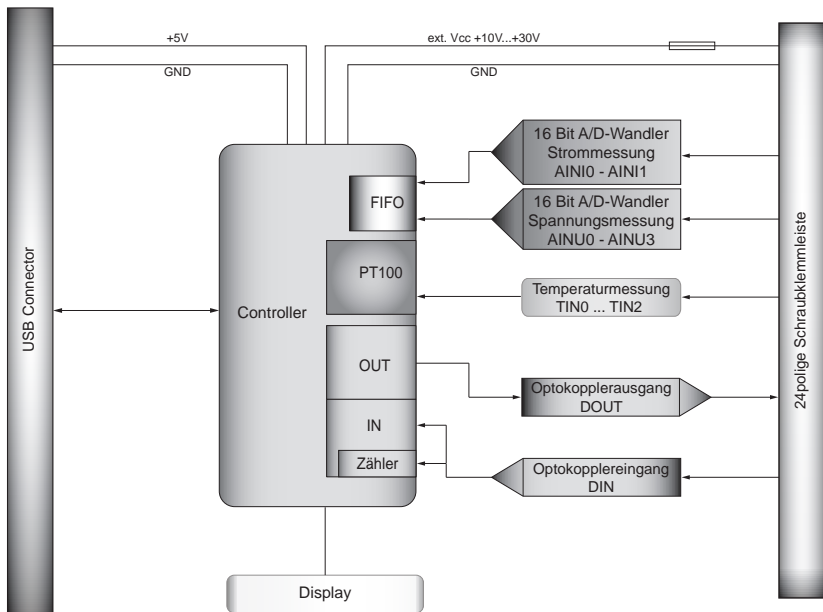 +5V
GND
ext. Vcc +10V...+30V
GND
USB Connector
Controller
FIFO
PT100
OUT
IN
Zähler
16 Bit A/D-Wandler
Strommessung
AINI0 - AINI1
16 Bit A/D-Wandler
Spannungsmessung
AINU0 - AINU3
Temperaturmessung
TIN0 ... TIN2
Optokopplerausgang
DOUT
Optokopplereingang
DIN
24polige Schraubklemmleiste
Display